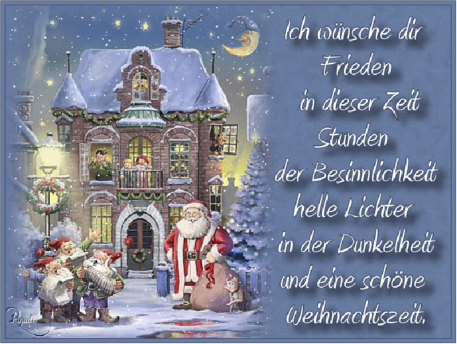 Ich wünsche dir
Frieden
in dieser Zeit
Stunden
der Besinnlichkeit
helle Lichter
in der Dunkelheit
und eine schöne
Weihnachtszeit,